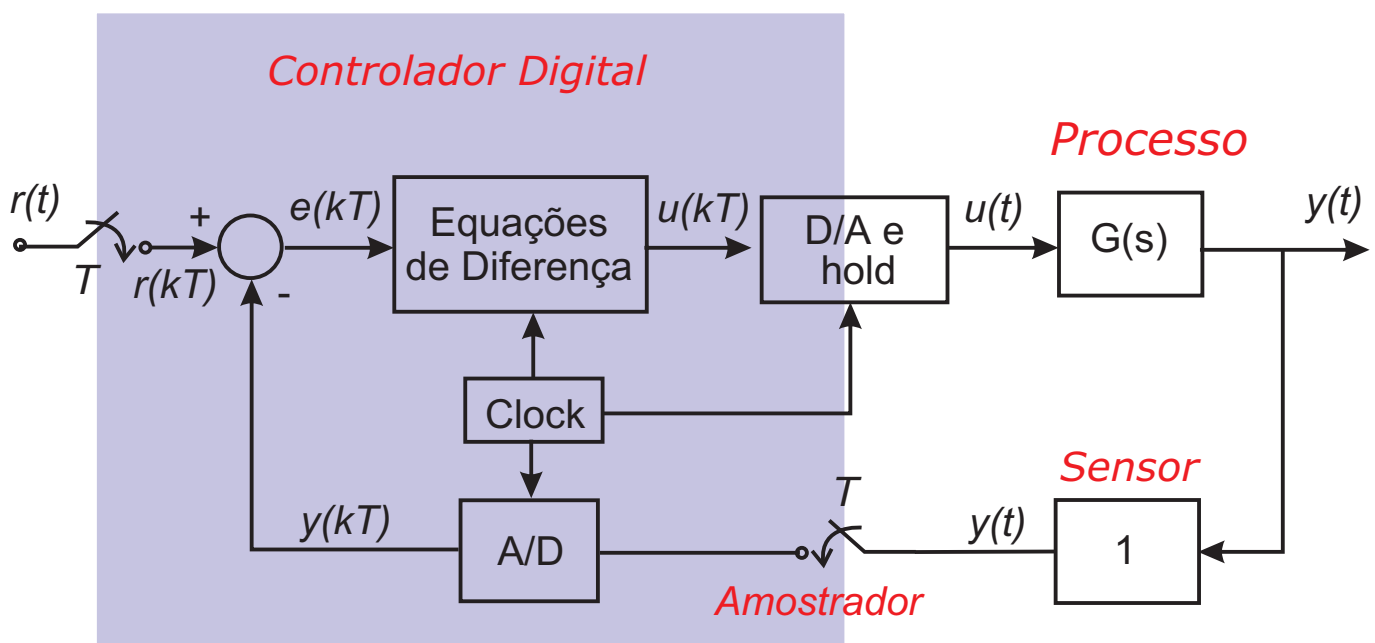 Controlador Digital
Processo
r(t)
T
r(kT)
+
-
e(kT)
Equações
de Diferença
u(kT)
D/A e
hold
u(t)
G(s)
y(t)
Clock
Sensor
y(kT)
A/D
T
Amostrador
y(t)
1